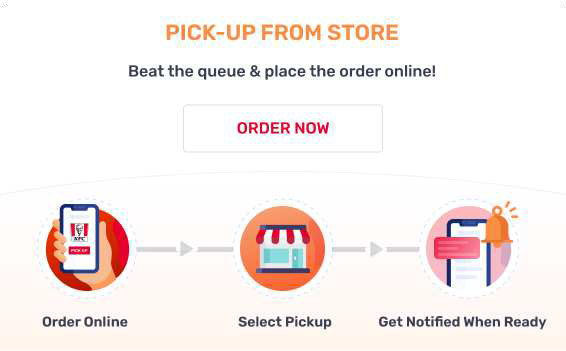 PICK-UP FROM STORE
Beat the queue & place the order online!
ORDER NOW
KFC
PICK UP
Order Online
Select Pickup
Get Notified When Ready